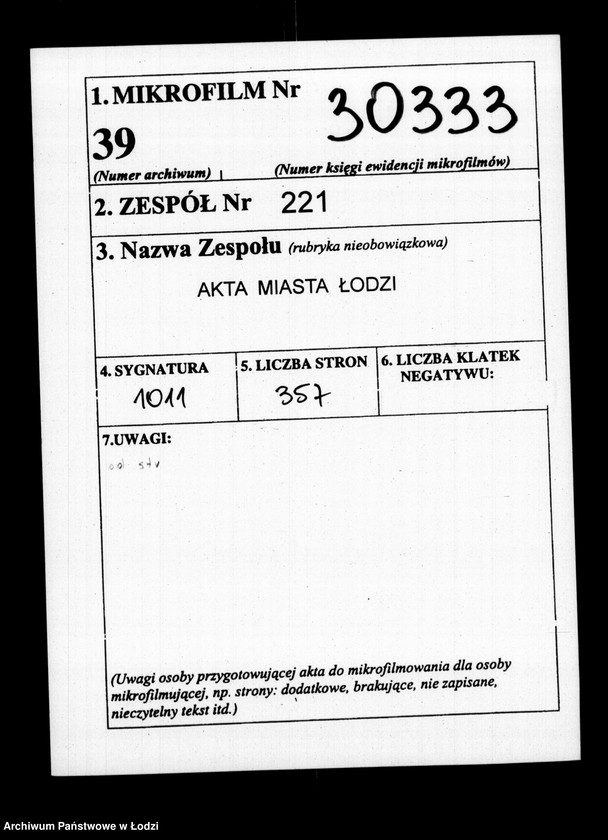 1. MIKROFILM Nr 30333
39
(Numer archiwum) (Numer księgi ewidencji mikrofilmów)
2. ZESPÓŁ Nr 221
3. Nazwa Zespołu (rubryka nieobowiązkowa)
AKTA MIASTA ŁODZI
4. SYGNATURA 5. LICZBA STRON 6. LICZBA KLATEK
NEGATYWU:
1011 357
7.UWAGI:
(Uwagi osoby przygotowującej akta do mikrofilmowania dla osoby
mikrofilmującej, np. strony: dodatkowe, brakujące, nie zapisane,
nieczytelny tekst itd.)
Archiwum Państwowe w Łodzi